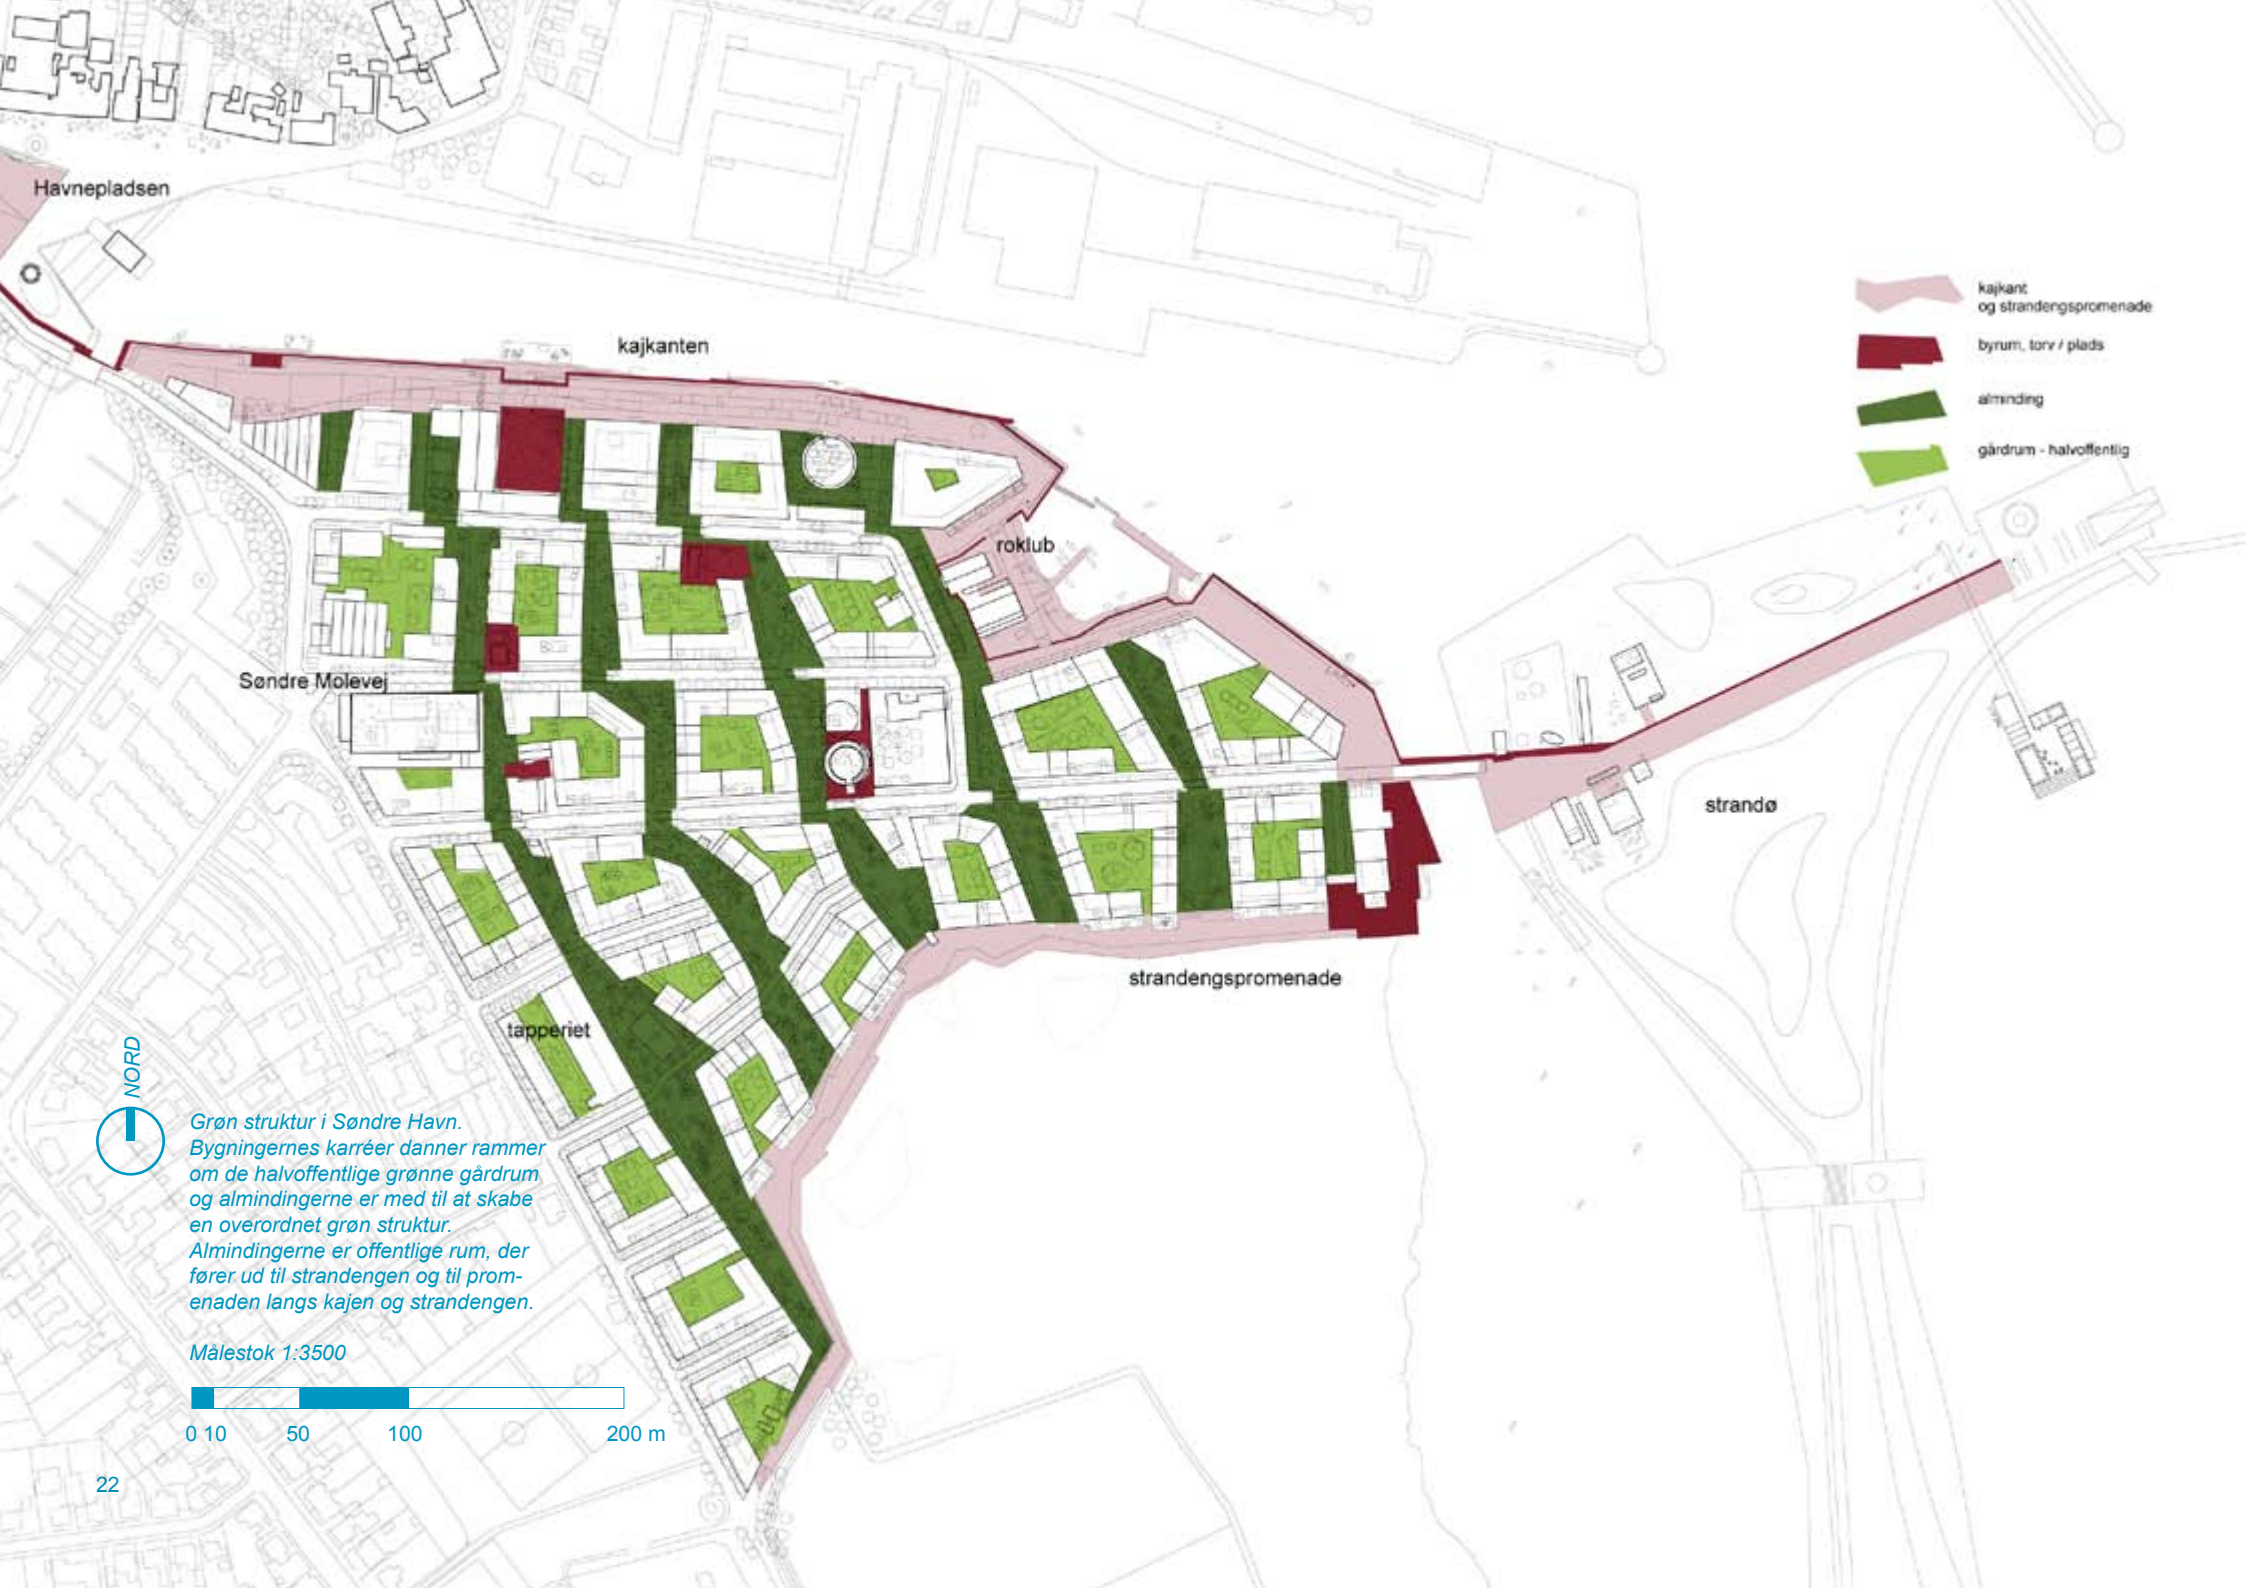 Havnepladsen
kajkanten
kajkant
og strandengspromenade
byrum, torv / plads
alminding
gårdrum - halvoffentlig
roklub
Søndre Molevej
strandø
strandengspromenade
tapperiet
NORD
Grøn struktur i Søndre Havn.
Bygningernes karréer danner rammer
om de halvoffentlige grønne gårdrum
og almindingerne er med til at skabe
en overordnet grøn struktur.
Almindingerne er offentlige rum, der
fører ud til strandengen og til prom-
enaden langs kajen og strandengen.
Målestok 1:3500
0 10 50 100 200 m
22